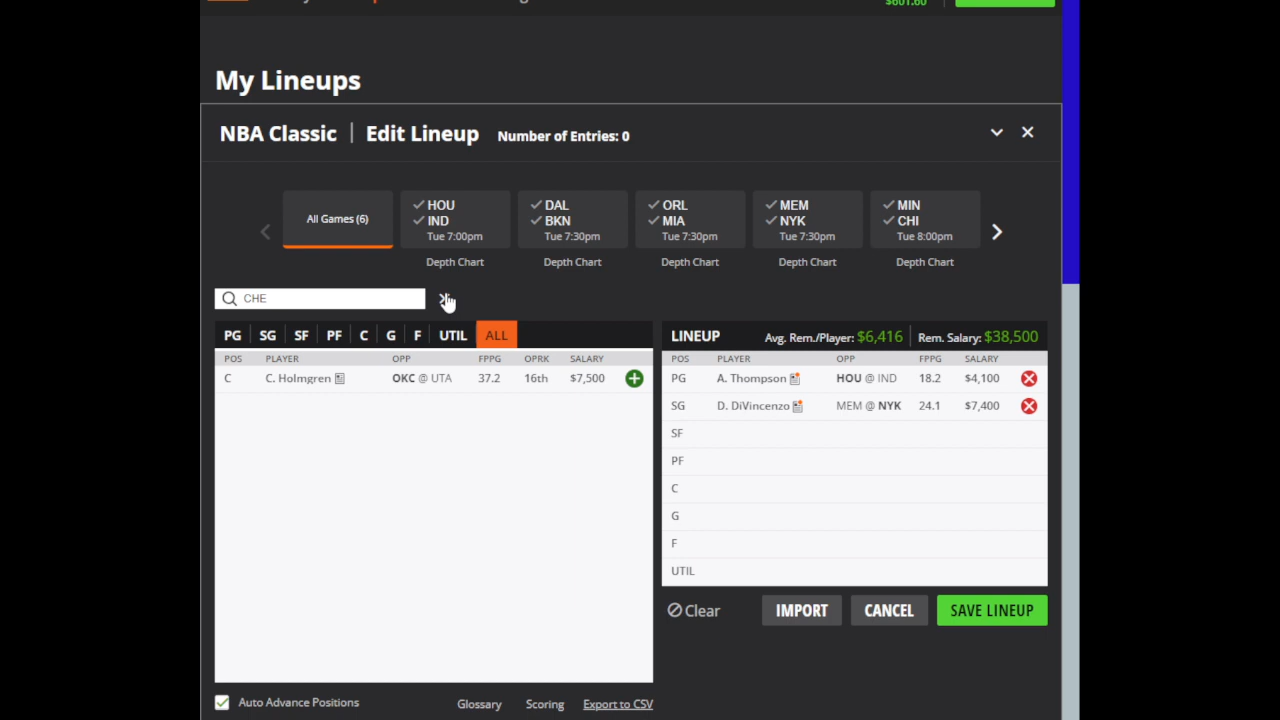 $601.60
My Lineups
NBA Classic | Edit Lineup Number of Entries: 0
All Games (6)
HOU
IND
Tue 7:00pm
Depth Chart
DAL
BKN
Tue 7:30pm
Depth Chart
ORL
MIA
Tue 7:30pm
Depth Chart
MEM
NYK
Tue 7:30pm
Depth Chart
MIN
CHI
Tue 8:00pm
Depth Chart
CHE
PG SG SF PF C G F UTIL ALL
POS PLAYER OPP FPPG OPRK SALARY
C C. Holmgren OKC @ UTA 37.2 16th $7,500
LINEUP Avg. Rem./Player: $6,416 Rem. Salary: $38,500
POS PLAYER OPP FPPG SALARY
PG A. Thompson HOU @ IND 18.2 $4,100
SG D. DiVincenzo MEM @ NYK 24.1 $7,400
SF
PF
C
G
F
UTIL
Clear IMPORT CANCEL SAVE LINEUP
Auto Advance Positions Glossary Scoring Export to CSV